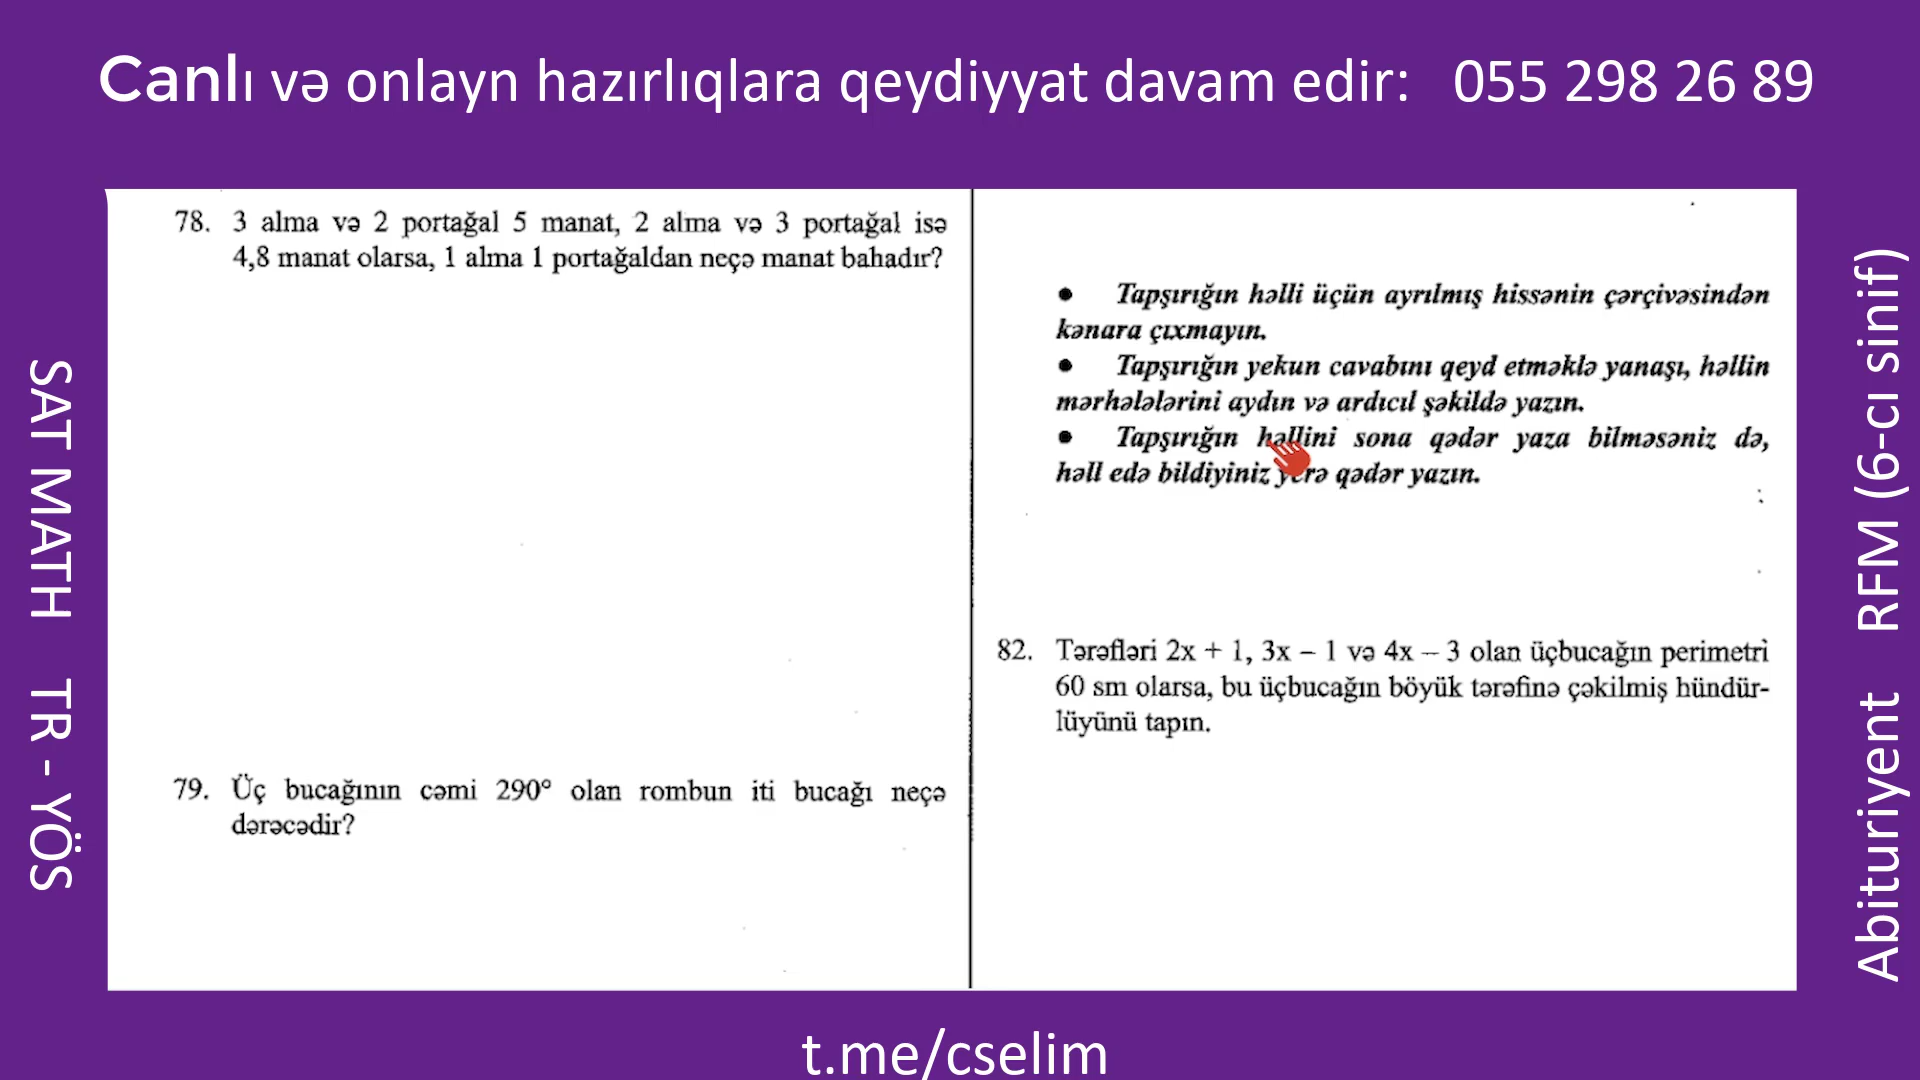 Canlı və onlayn hazırlıqlara qeydiyyat davam edir: 055 298 26 89
SAT MATH TR - YÖS
78. 3 alma və 2 portağal 5 manat, 2 alma və 3 portağal isə
4,8 manat olarsa, 1 alma 1 portağaldan neçə manat bahadır?
79. Üç bucağının cəmi 290° olan rombun iti bucağı neçə
dərəcədir?
• Tapşırığın həlli üçün ayrılmış hissənin çərçivəsindən
kənara çıxmayın.
• Tapşırığın yekun cavabını qeyd etməklə yanaşı, həllin
mərhələlərini aydın və ardıcıl şəkildə yazın.
• Tapşırığın həllini sona qədər yaza bilməsəniz də,
həll edə bildiyiniz yerə qədər yazın.
82. Tərəfləri 2x + 1, 3x – 1 və 4x – 3 olan üçbucağın perimetri
60 sm olarsa, bu üçbucağın böyük tərəfinə çəkilmiş hündür-
lüyünü tapın.
Abituriyent RFM (6-cı sinif)
t.me/cselim